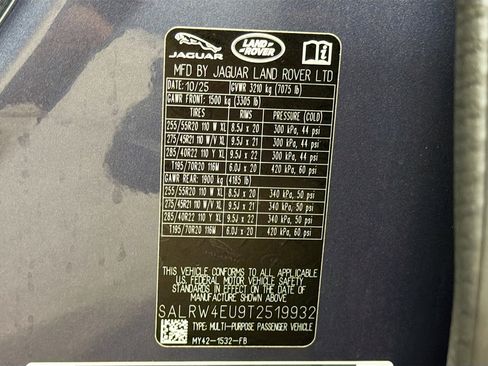 JAGUAR
LAND
ROVER
MFD BY JAGUAR LAND ROVER LTD
DATE: 10/25 GVWR 3210 kg (7075 lb)
GAWR FRONT: 1500 kg (3305 lb)
TIRES RIMS PRESSURE (COLD)
255/55R20 110 W XL 8.5J x 20 300 kPa, 44 psi
275/45R21 110 W/V XL 9.5J x 21 300 kPa, 44 psi
285/40R22 110 Y XL 9.5J x 22 300 kPa, 44 psi
T195/70R20 116M 6.0J x 20 420 kPa, 60 psi
GAWR REAR: 1900 kg (4185 lb)
255/55R20 110 W XL 8.5J x 20 340 kPa, 50 psi
275/45R21 110 W/V XL 9.5J x 21 340 kPa, 50 psi
285/40R22 110 Y XL 9.5J x 22 340 kPa, 50 psi
T195/70R20 116M 6.0J x 20 420 kPa, 60 psi
THIS VEHICLE CONFORMS TO ALL APPLICABLE
U.S. FEDERAL MOTOR VEHICLE SAFETY STANDARDS
IN EFFECT ON THE DATE OF MANUFACTURE SHOWN ABOVE
SALRW4EU9T2519932
TYPE: MULTI-PURPOSE PASSENGER VEHICLE
MY42-1532-FB